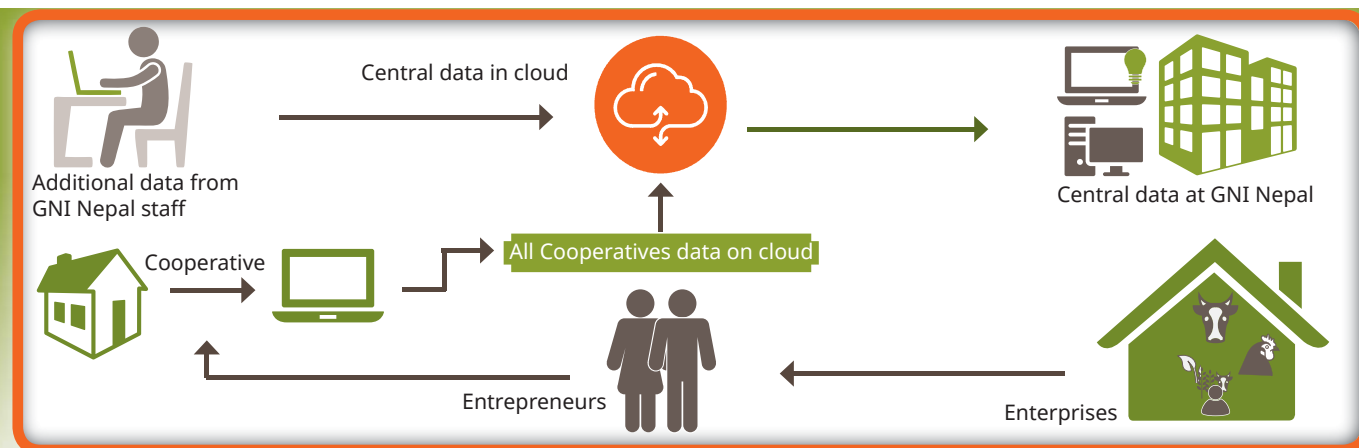 Central data in cloud
Additional data from
GNI Nepal staff
Central data at GNI Nepal
Cooperative
All Cooperatives data on cloud
Entrepreneurs
Enterprises